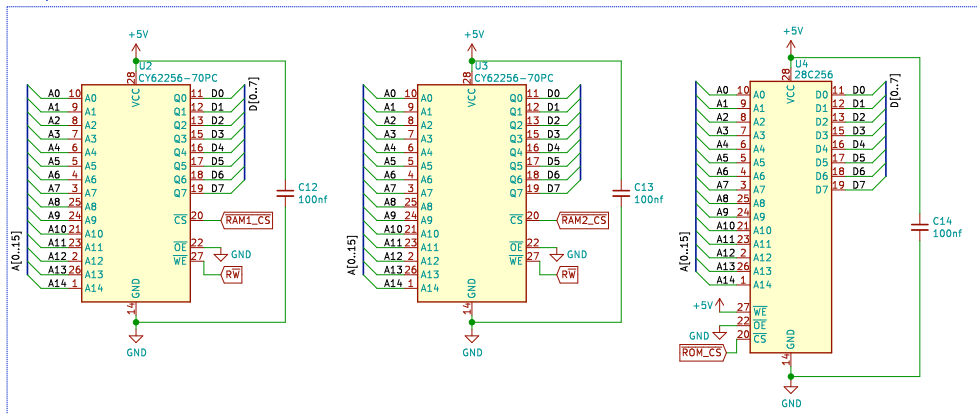 +5V
U2
CY62256-70PC
28
VCC
A0 10 A0 Q0 11 D0
A1 9 A1 Q1 12 D1
A2 8 A2 Q2 13 D2
A3 7 A3 Q3 15 D3
A4 6 A4 Q4 16 D4
A5 5 A5 Q5 17 D5
A6 4 A6 Q6 18 D6
A7 3 A7 Q7 19 D7
A8 25 A8
A9 24 A9 CS 20 RAM1_CS
A10 21 A10
A11 23 A11 OE 22 GND
A12 2 A12 WE 27 RW
A13 26 A13
A14 1 A14
A[0..15]
D[0..7]
GND
14
GND
C12
100nf
+5V
U3
CY62256-70PC
28
VCC
A0 10 A0 Q0 11 D0
A1 9 A1 Q1 12 D1
A2 8 A2 Q2 13 D2
A3 7 A3 Q3 15 D3
A4 6 A4 Q4 16 D4
A5 5 A5 Q5 17 D5
A6 4 A6 Q6 18 D6
A7 3 A7 Q7 19 D7
A8 25 A8
A9 24 A9 CS 20 RAM2_CS
A10 21 A10
A11 23 A11 OE 22 GND
A12 2 A12 WE 27 RW
A13 26 A13
A14 1 A14
A[0..15]
D[0..7]
GND
14
GND
C13
100nf
+5V
U4
28C256
28
VCC
A0 10 A0 D0 11 D0
A1 9 A1 D1 12 D1
A2 8 A2 D2 13 D2
A3 7 A3 D3 15 D3
A4 6 A4 D4 16 D4
A5 5 A5 D5 17 D5
A6 4 A6 D6 18 D6
A7 3 A7 D7 19 D7
A8 25 A8
A9 24 A9
A10 21 A10
A11 23 A11
A12 2 A12
A13 26 A13
A14 1 A14
A[0..15]
D[0..7]
+5V 27 WE
GND 22 OE
ROM_CS 20 CS
GND
14
GND
C14
100nf